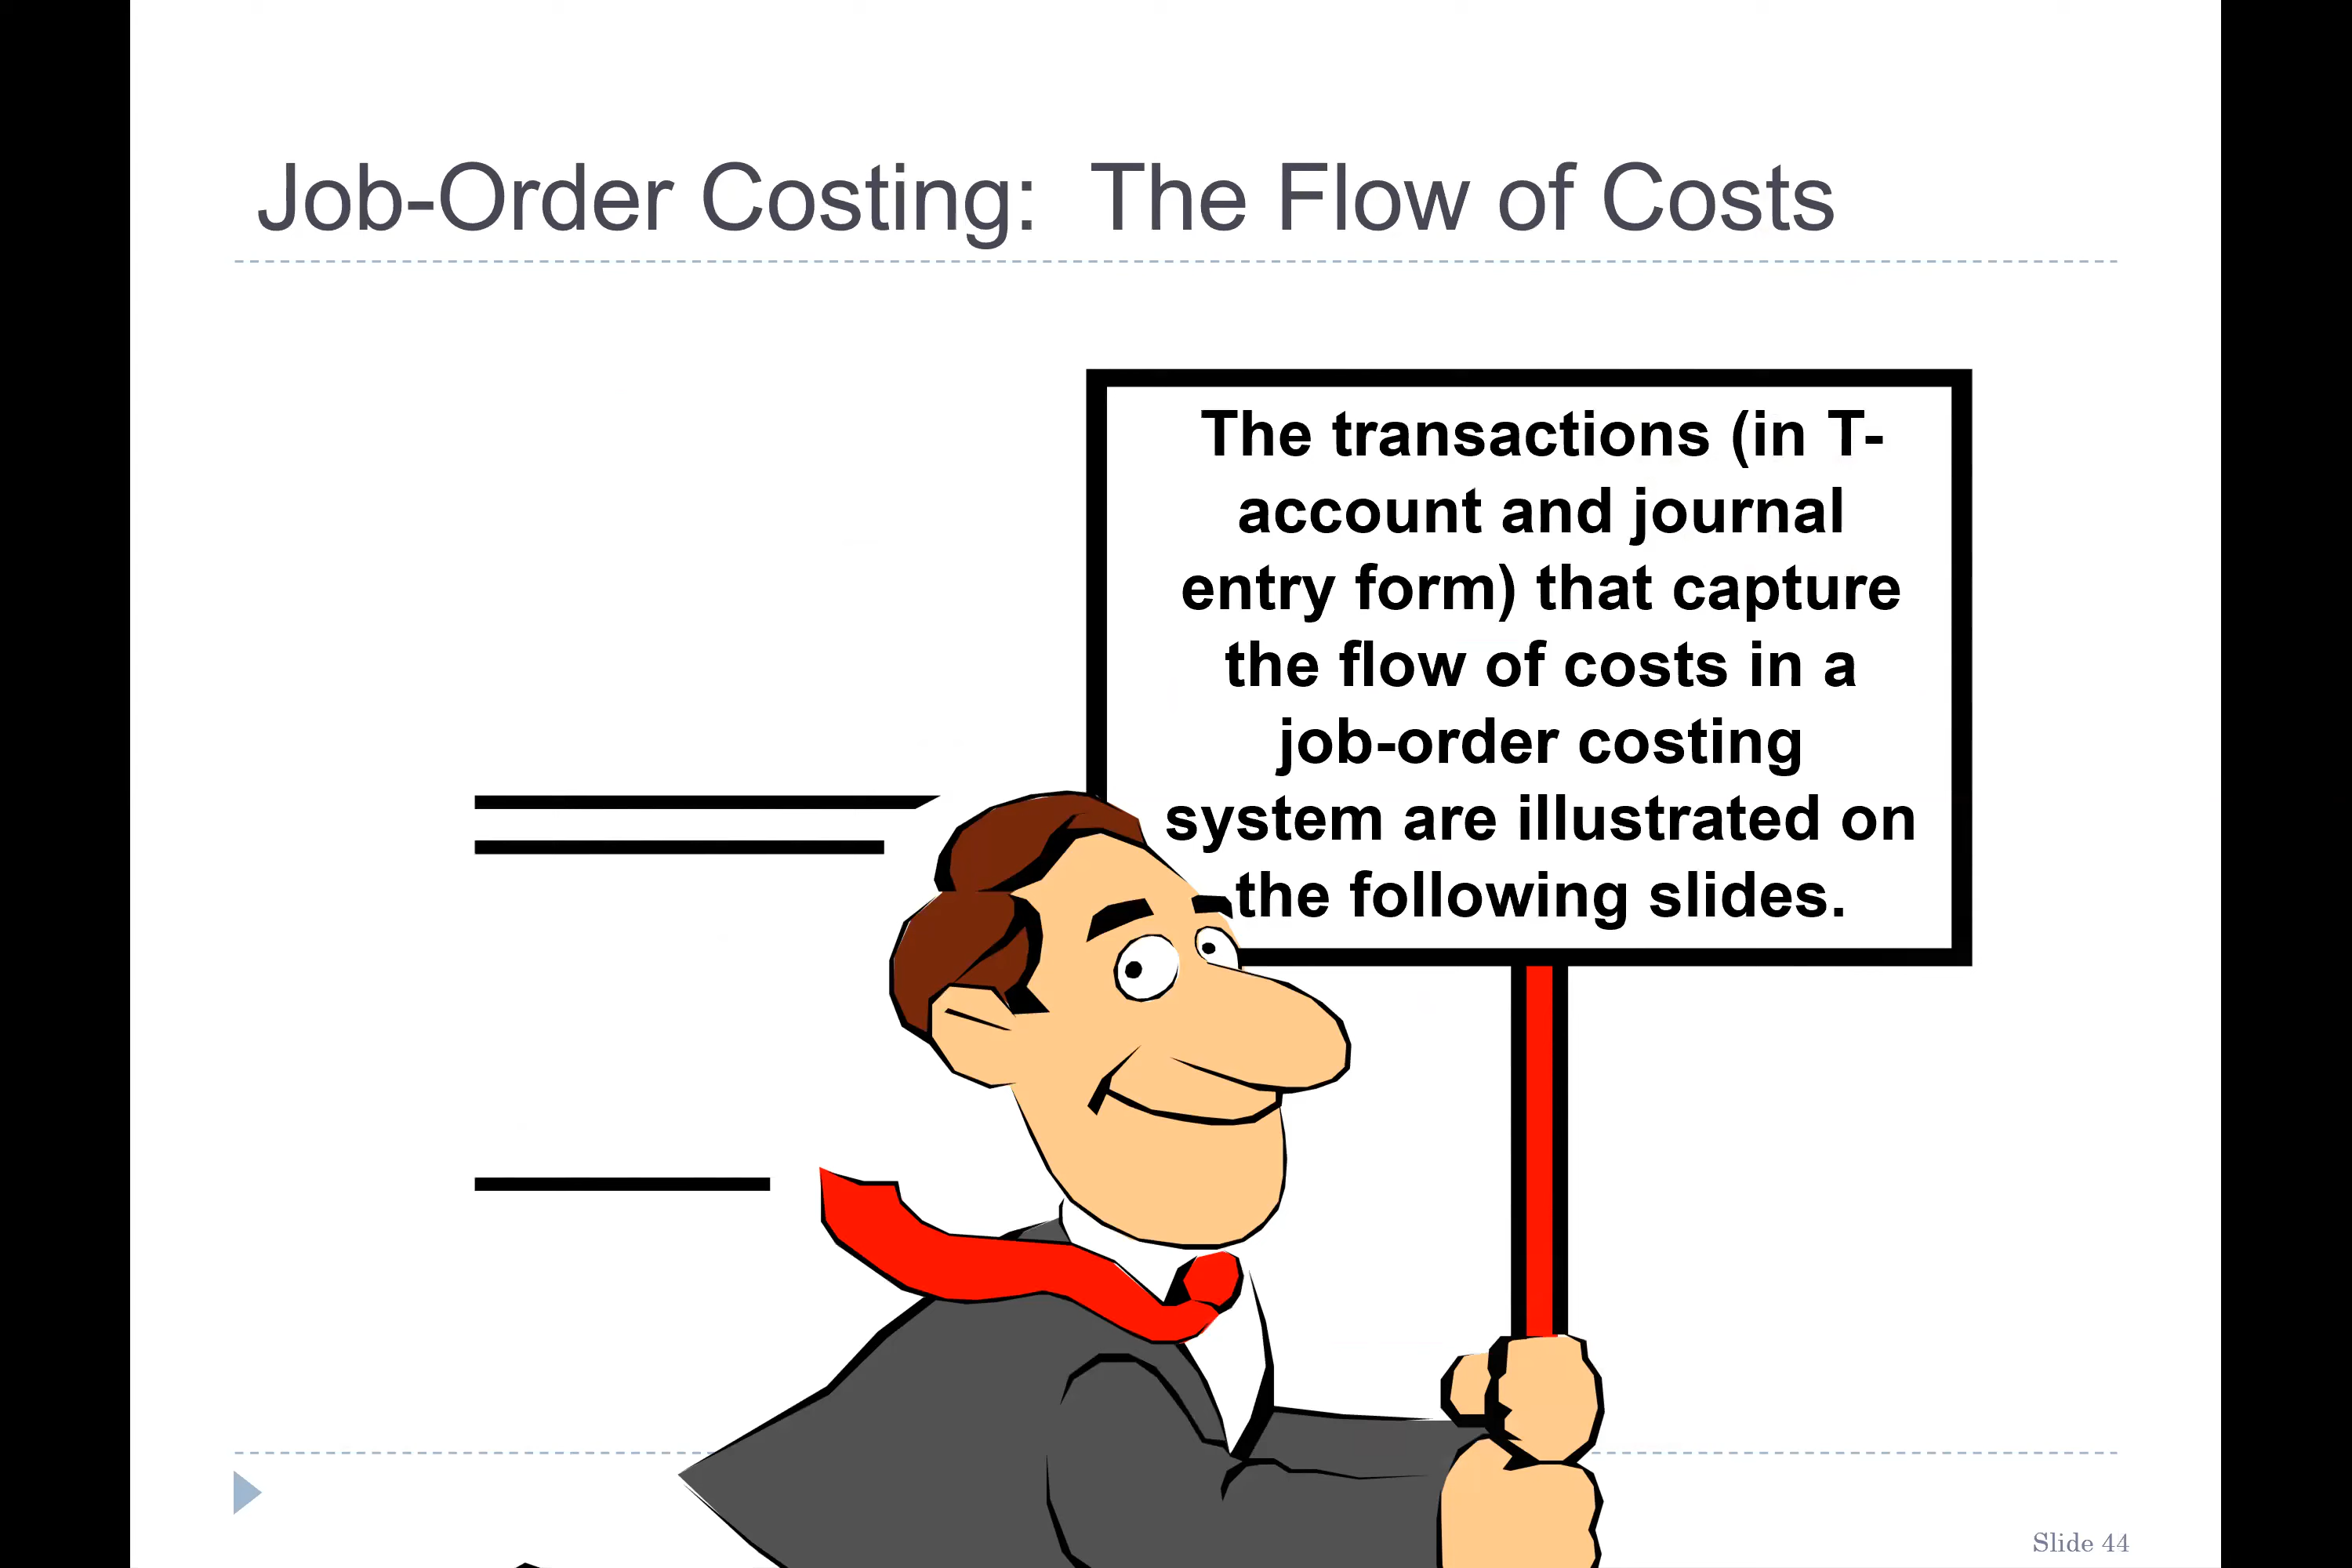 Job-Order Costing: The Flow of Costs
The transactions (in T-
account and journal
entry form) that capture
the flow of costs in a
job-order costing
system are illustrated on
the following slides.
Slide 44